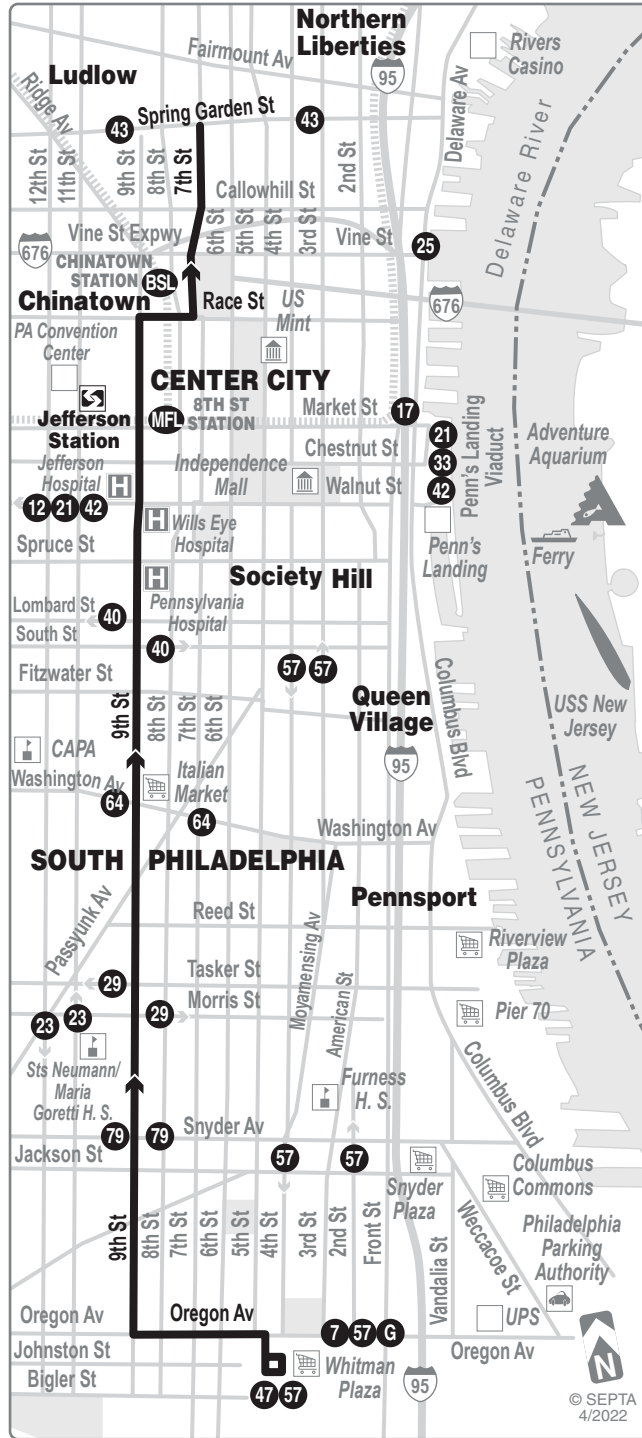 Northern
Liberties
Fairmount Av
95
Rivers
Casino
Ludlow
Ridge Av
Delaware Av
Spring Garden St
43
43
12th St
11th St
9th St
8th St
7th St
2nd St
Callowhill St
Delaware River
6th St
5th St
4th St
3rd St
Vine St Expwy
Vine St
25
676
CHINATOWN
STATION
BSL
Chinatown
Race St
US
Mint
676
PA Convention
Center
CENTER CITY
Jefferson
Station
MFL
8TH ST
STATION
Market St
17
21
Chestnut St
33
Penn's Landing
Viaduct
Adventure
Aquarium
Jefferson
Hospital
H
Independence
Mall
Walnut St
42
12
21
42
H
Wills Eye
Hospital
Spruce St
Penn's
Landing
Ferry
H
Society Hill
Lombard St
40
Pennsylvania
Hospital
South St
40
Fitzwater St
57
57
Columbus Blvd
9th St
8th St
7th St
6th St
Queen
Village
USS New
Jersey
CAPA
95
Washington Av
Italian
Market
64
64
Washington Av
NEW JERSEY
PENNSYLVANIA
SOUTH PHILADELPHIA
Pennsport
Passyunk Av
Reed St
Moyamensing Av
American St
Riverview
Plaza
Tasker St
29
Morris St
29
23
23
Pier 70
Sts Neumann/
Maria
Goretti H. S.
Furness
H. S.
Columbus Blvd
79
79
Snyder Av
Jackson St
57
57
Snyder
Plaza
Columbus
Commons
9th St
8th St
7th St
6th St
5th St
4th St
3rd St
2nd St
Front St
Vandalia St
Weccacoe St
Philadelphia
Parking
Authority
Oregon Av
Oregon Av
7
57
G
UPS
Oregon Av
Johnston St
Whitman
Plaza
Bigler St
47
57
95
N
© SEPTA
4/2022